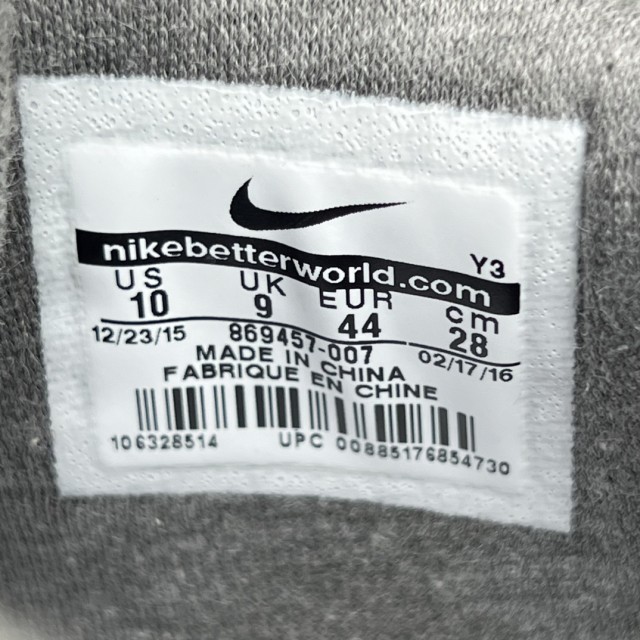 nikebetterworld.com Y3
US UK EUR cm
10 9 44 28
12/23/15 869457-007 02/17/16
MADE IN CHINA
FABRIQUE EN CHINE
106328514 UPC 00885176854730